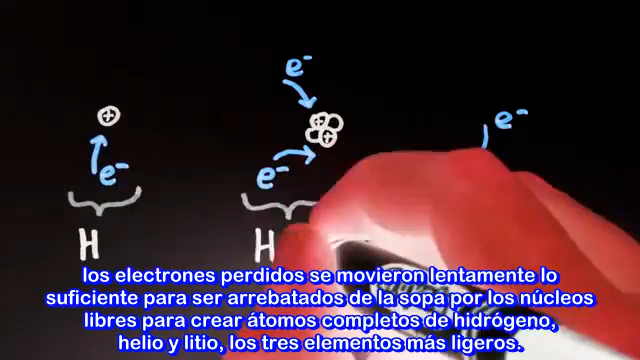 e⁻
e⁻
+
+
+
e⁻
e⁻
H
H
los electrones perdidos se movieron lentamente lo
suficiente para ser arrebatados de la sopa por los núcleos
libres para crear átomos completos de hidrógeno,
helio y litio, los tres elementos más ligeros.